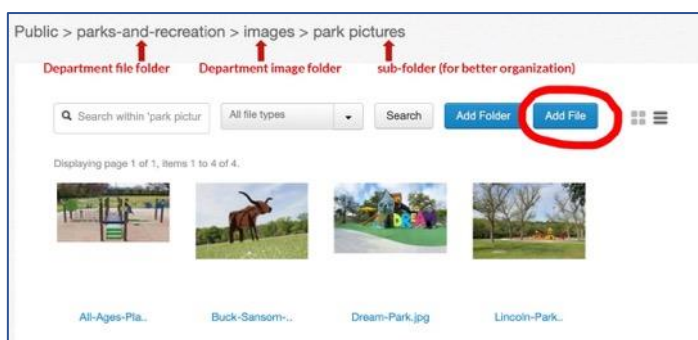 Public > parks-and-recreation > images > park pictures
Department file folder Department image folder sub-folder (for better organization)
Search within 'park pictur All file types Search Add Folder Add File
Displaying page 1 of 1, items 1 to 4 of 4.
DREAM
All-Ages-Pla.. Buck-Sansom-.. Dream-Park.jpg Lincoln-Park..